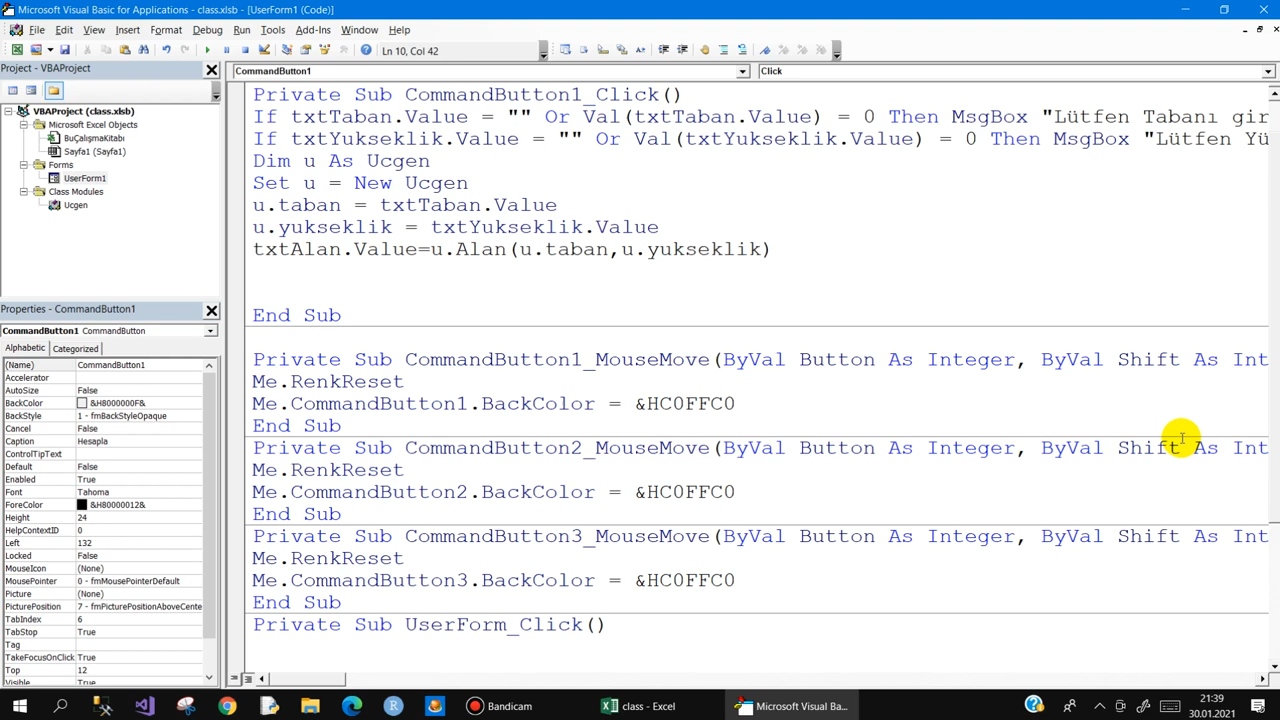 Microsoft Visual Basic for Applications - class.xlsb - [UserForm1 (Code)]
File Edit View Insert Format Debug Run Tools Add-Ins Window Help
Ln 10, Col 42
Project - VBAProject
VBAProject (class.xlsb)
Microsoft Excel Objects
BuÇalışmaKitabı
Sayfa1 (Sayfa1)
Forms
UserForm1
Class Modules
Ucgen
Properties - CommandButton1
CommandButton1 CommandButton
Alphabetic Categorized
(Name) CommandButton1
Accelerator
AutoSize False
BackColor &H8000000F&
BackStyle 1 - fmBackStyleOpaque
Cancel False
Caption Hesapla
ControlTipText
Default False
Enabled True
Font Tahoma
ForeColor &H80000012&
Height 24
HelpContextID 0
Left 132
Locked False
MouseIcon (None)
MousePointer 0 - fmMousePointerDefault
Picture (None)
PicturePosition 7 - fmPicturePositionAboveCente
TabIndex 6
TabStop True
Tag
TakeFocusOnClick True
Top 12
Visible True
CommandButton1 Click
Private Sub CommandButton1_Click()
If txtTaban.Value = "" Or Val(txtTaban.Value) = 0 Then MsgBox "Lütfen Tabanı gir
If txtYukseklik.Value = "" Or Val(txtYukseklik.Value) = 0 Then MsgBox "Lütfen Yü
Dim u As Ucgen
Set u = New Ucgen
u.taban = txtTaban.Value
u.yukseklik = txtYukseklik.Value
txtAlan.Value=u.Alan(u.taban,u.yukseklik)
End Sub
Private Sub CommandButton1_MouseMove(ByVal Button As Integer, ByVal Shift As Int
Me.RenkReset
Me.CommandButton1.BackColor = &HC0FFC0
End Sub
Private Sub CommandButton2_MouseMove(ByVal Button As Integer, ByVal Shift As Int
Me.RenkReset
Me.CommandButton2.BackColor = &HC0FFC0
End Sub
Private Sub CommandButton3_MouseMove(ByVal Button As Integer, ByVal Shift As Int
Me.RenkReset
Me.CommandButton3.BackColor = &HC0FFC0
End Sub
Private Sub UserForm_Click()
Bandicam
class - Excel
Microsoft Visual Ba...
21:39
30.01.2021